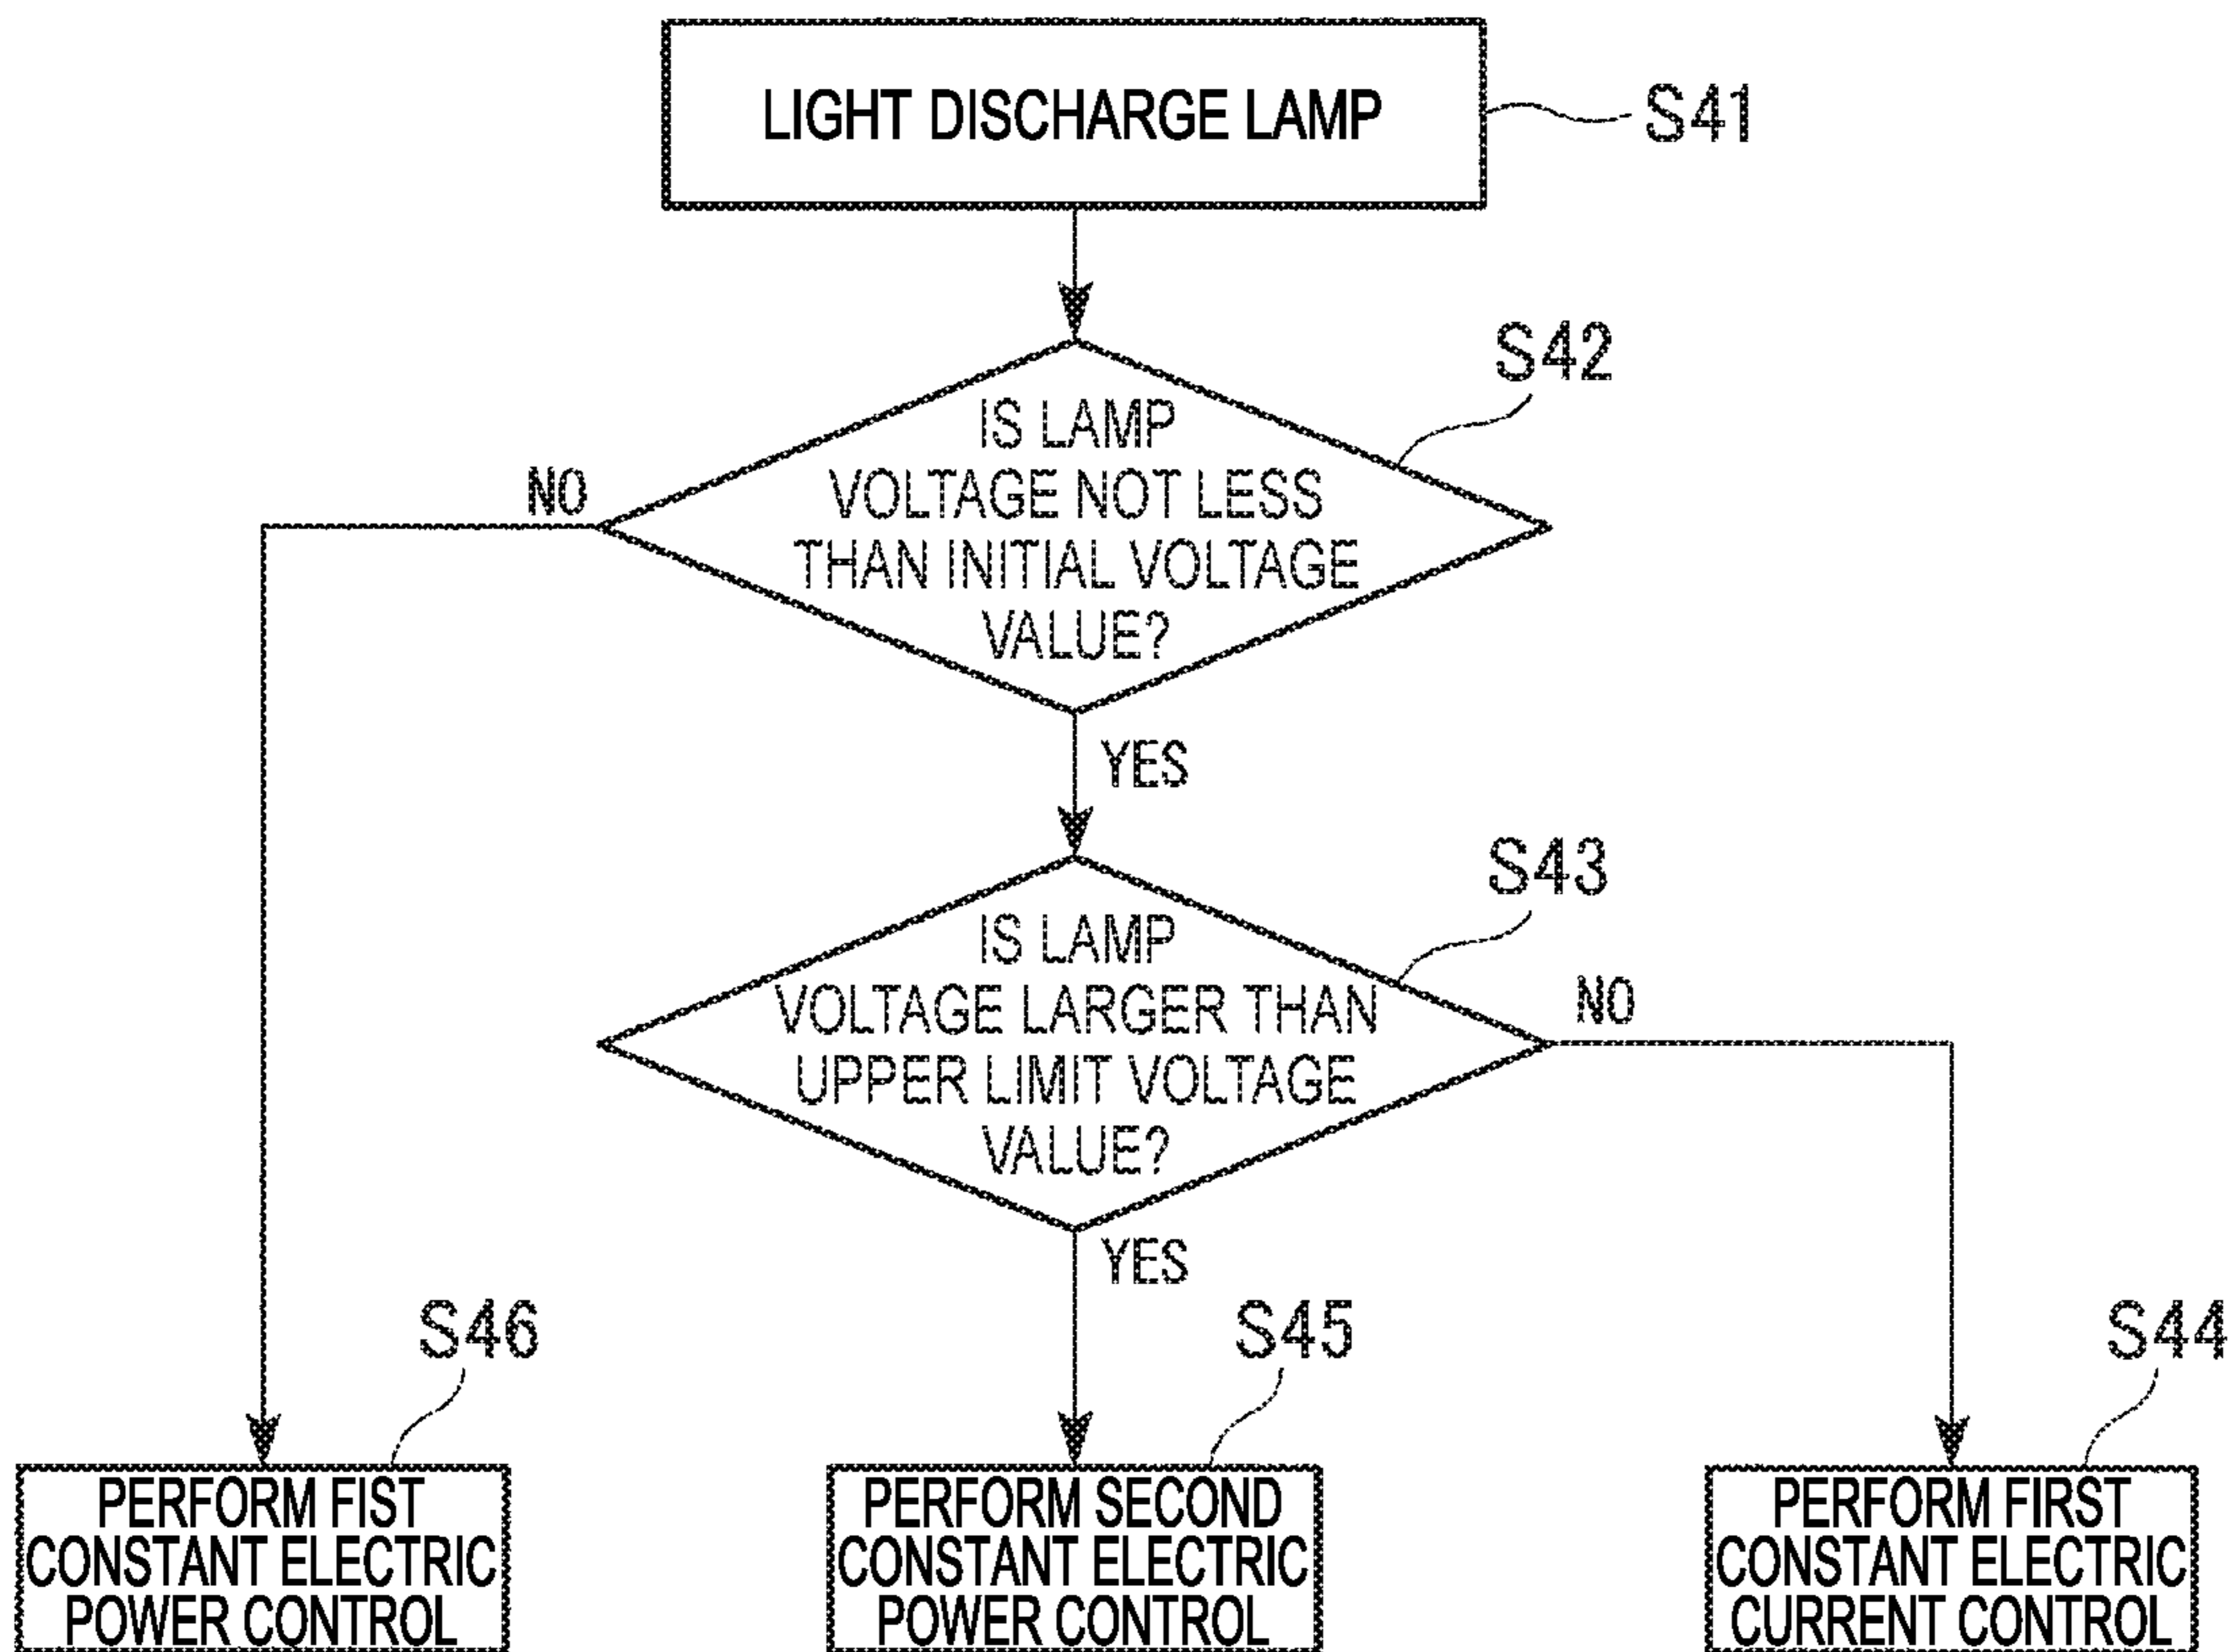 LIGHT DISCHARGE LAMP
S41
S42
IS LAMP
VOLTAGE NOT LESS
THAN INITIAL VOLTAGE
VALUE?
NO
YES
S43
IS LAMP
VOLTAGE LARGER THAN
UPPER LIMIT VOLTAGE
VALUE?
NO
YES
S46
PERFORM FIST
CONSTANT ELECTRIC
POWER CONTROL
S45
PERFORM SECOND
CONSTANT ELECTRIC
POWER CONTROL
S44
PERFORM FIRST
CONSTANT ELECTRIC
CURRENT CONTROL